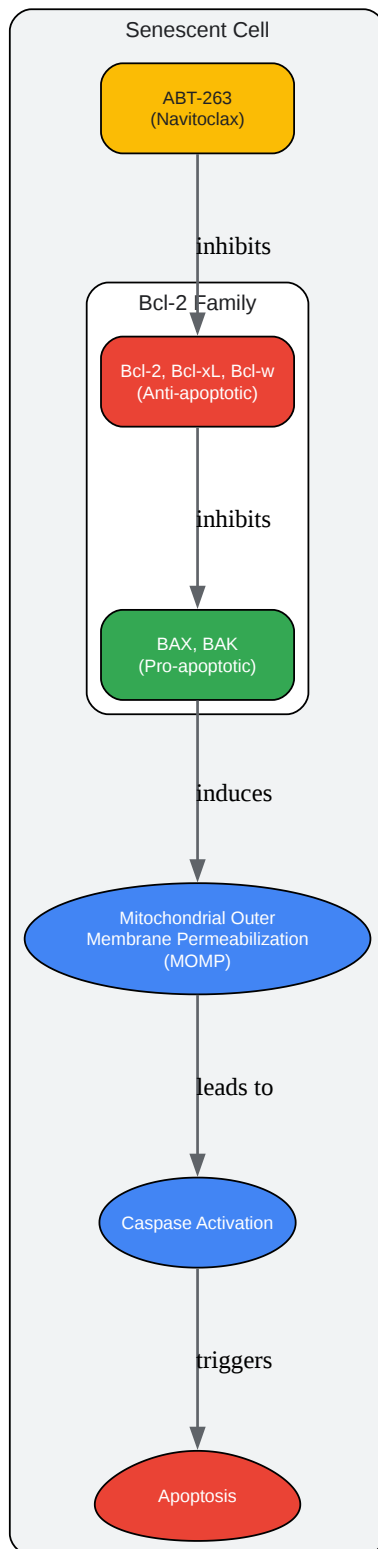 Senescent Cell
ABT-263
(Navitoclax)
inhibits
Bcl-2 Family
Bcl-2, Bcl-xL, Bcl-w
(Anti-apoptotic)
inhibits
BAX, BAK
(Pro-apoptotic)
induces
Mitochondrial Outer
Membrane Permeabilization
(MOMP)
leads to
Caspase Activation
triggers
Apoptosis